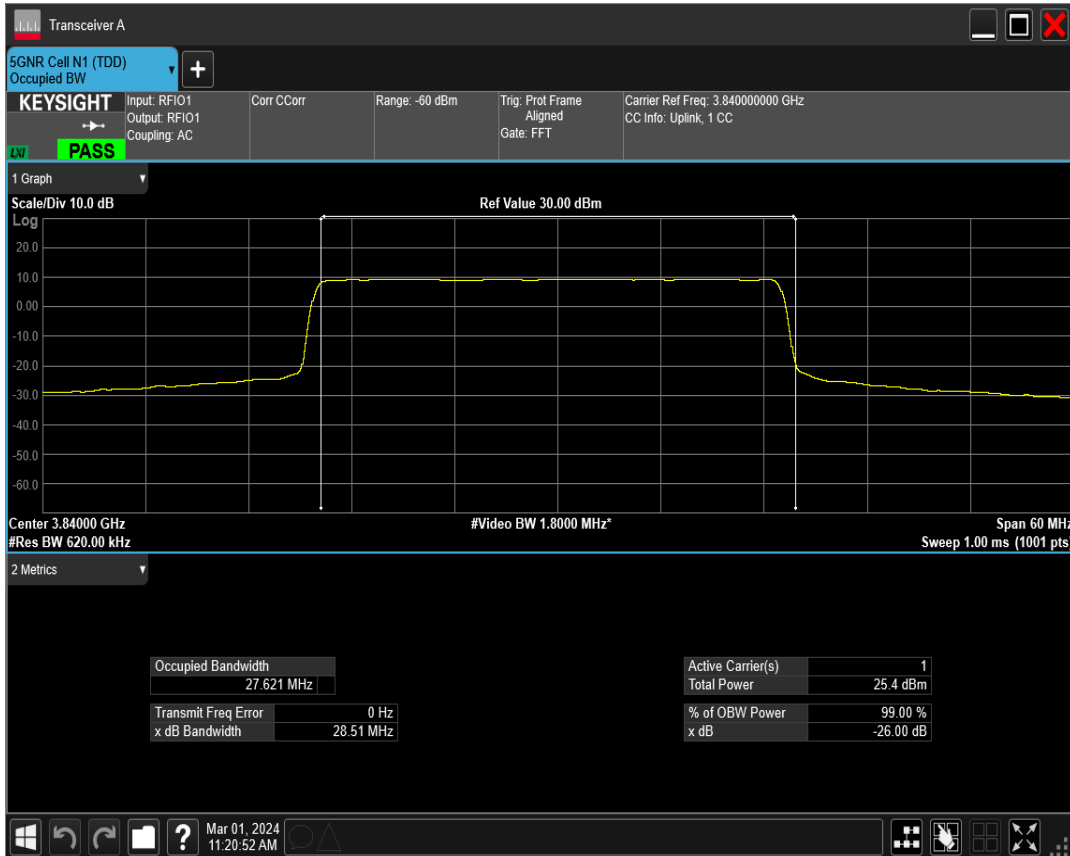 Transceiver A
5GNR Cell N1 (TDD)
Occupied BW
+
KEYSIGHT
LXI
PASS
Input: RFIO1
Output: RFIO1
Coupling: AC
Corr CCorr
Range: -60 dBm
Trig: Prot Frame
Aligned
Gate: FFT
Carrier Ref Freq: 3.840000000 GHz
CC Info: Uplink, 1 CC
1 Graph
Scale/Div 10.0 dB
Ref Value 30.00 dBm
Log
20.0
10.0
0.00
-10.0
-20.0
-30.0
-40.0
-50.0
-60.0
Center 3.84000 GHz
#Video BW 1.8000 MHz*
Span 60 MHz
#Res BW 620.00 kHz
Sweep 1.00 ms (1001 pts)
2 Metrics
Occupied Bandwidth
27.621 MHz
Transmit Freq Error 0 Hz
x dB Bandwidth 28.51 MHz
Active Carrier(s) 1
Total Power 25.4 dBm
% of OBW Power 99.00 %
x dB -26.00 dB
?
Mar 01, 2024
11:20:52 AM